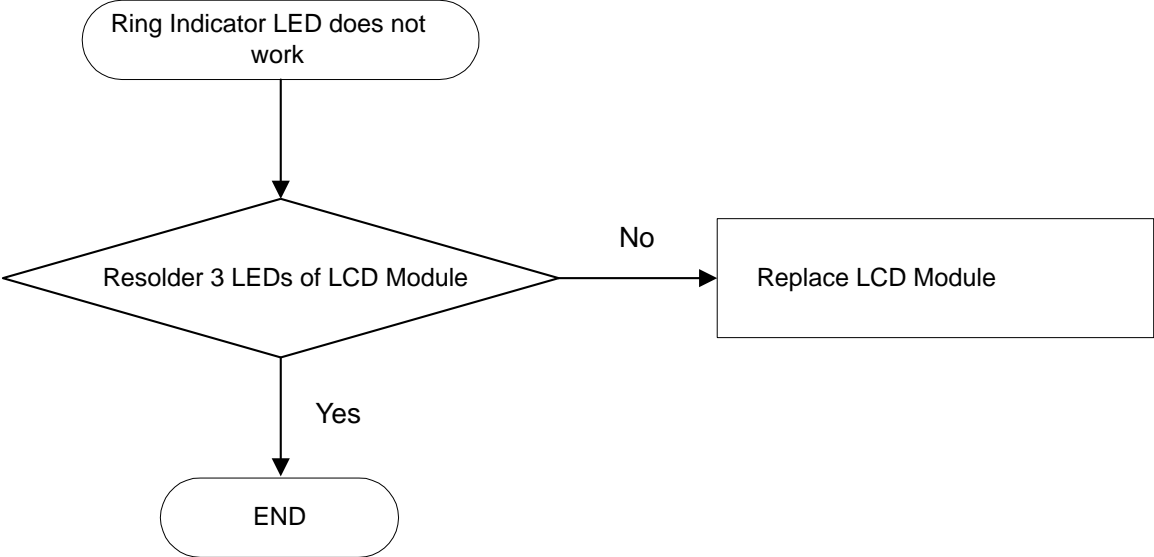 Ring Indicator LED does not
work
Resolder 3 LEDs of LCD Module
No
Replace LCD Module
Yes
END